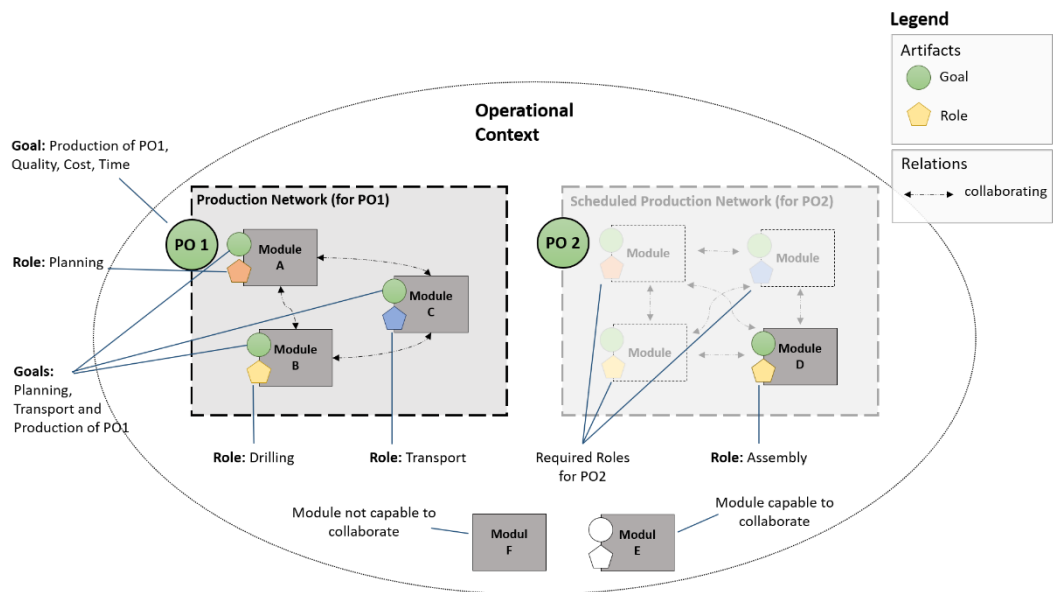 Legend
Artifacts
Goal
Role
Relations
collaborating
Operational
Context
Goal: Production of PO1,
Quality, Cost, Time
Production Network (for PO1)
Scheduled Production Network (for PO2)
PO 1
Module
A
PO 2
Module
Module
Role: Planning
Module
C
Module
B
Module
Module
D
Goals:
Planning,
Transport and
Production of PO1
Role: Drilling
Role: Transport
Required Roles
for PO2
Role: Assembly
Module not capable to
collaborate
Modul
F
Modul
E
Module capable to
collaborate